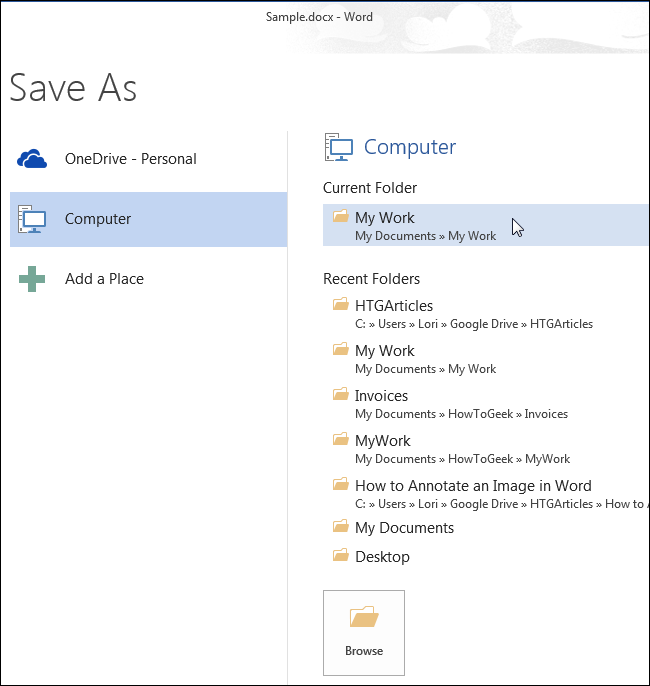 Sample.docx - Word
Save As
OneDrive - Personal
Computer
Add a Place
Computer
Current Folder
My Work
My Documents » My Work
Recent Folders
HTGArticles
C: » Users » Lori » Google Drive » HTGArticles
My Work
My Documents » My Work
Invoices
My Documents » HowToGeek » Invoices
MyWork
My Documents » HowToGeek » MyWork
How to Annotate an Image in Word
C: » Users » Lori » Google Drive » HTGArticles » How to A
My Documents
Desktop
Browse